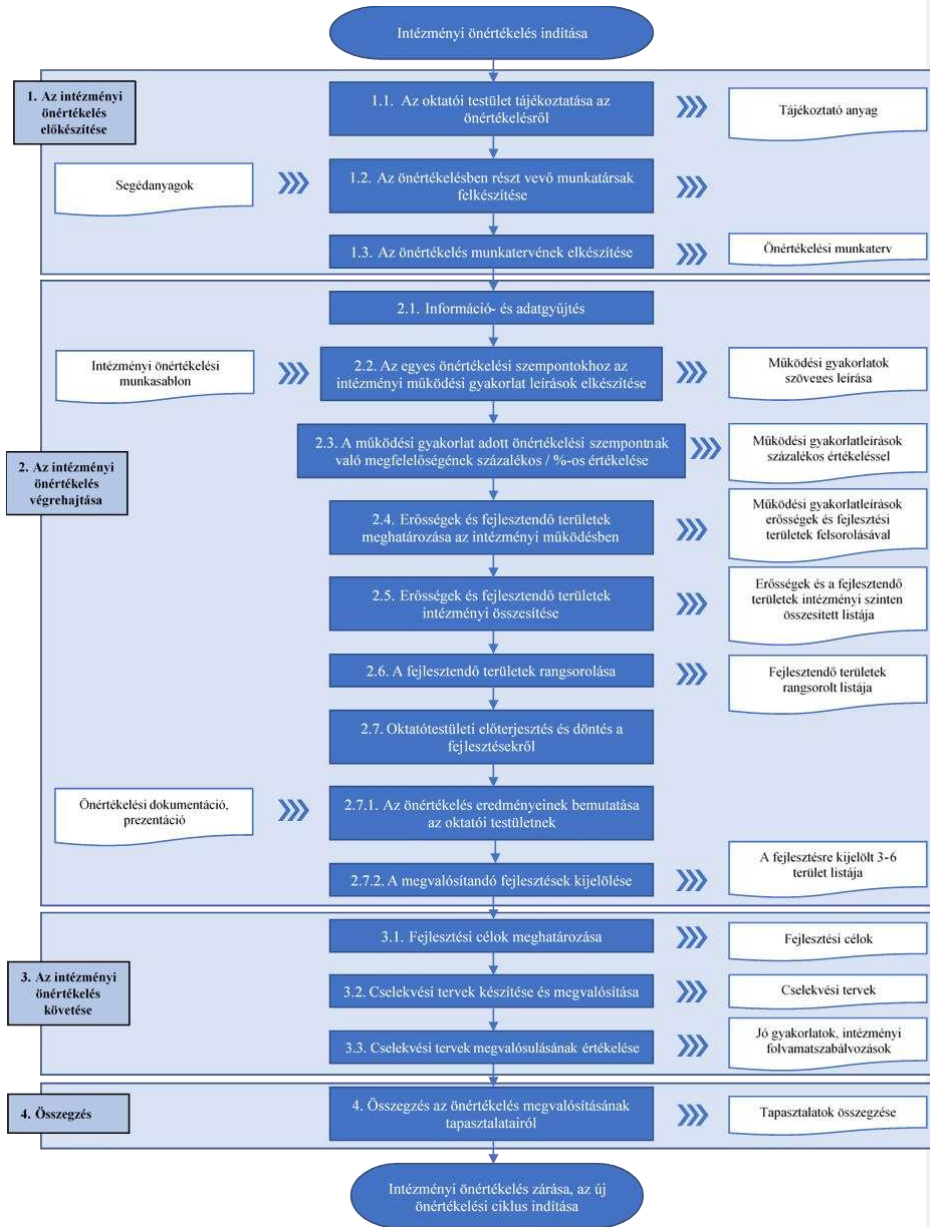 Intézményi önértékelés indítása
1. Az intézményi
önértékelés
előkészítése
1.1. Az oktatói testület tájékoztatása az
önértékelésről
Tájékoztató anyag
Segédanyagok
1.2. Az önértékelésben részt vevő munkatársak
felkészítése
1.3. Az önértékelés munkatervének elkészítése
Önértékelési munkaterv
2. Az intézményi
önértékelés
végrehajtása
2.1. Információ- és adatgyűjtés
Intézményi önértékelési
munkasablon
2.2. Az egyes önértékelési szempontokhoz az
intézményi működési gyakorlat leírások elkészítése
Működési gyakorlatok
szöveges leírása
2.3. A működési gyakorlat adott önértékelési szempontnak
való megfelelőségének százalékos / %-os értékelése
Működési gyakorlatleírások
százalékos értékeléssel
2.4. Erősségek és fejlesztendő területek
meghatározása az intézményi működésben
Működési gyakorlatleírások
erősségek és fejlesztési
területek felsorolásával
2.5. Erősségek és fejlesztendő területek
intézményi összesítése
Erősségek és a fejlesztendő
területek intézményi szinten
összesített listája
2.6. A fejlesztendő területek rangsorolása
Fejlesztendő területek
rangsorolt listája
2.7. Oktatótestületi előterjesztés és döntés a
fejlesztésekről
Önértékelési dokumentáció,
prezentáció
2.7.1. Az önértékelés eredményeinek bemutatása
az oktatói testületnek
2.7.2. A megvalósítandó fejlesztések kijelölése
A fejlesztésre kijelölt 3-6
terület listája
3. Az intézményi
önértékelés
követése
3.1. Fejlesztési célok meghatározása
Fejlesztési célok
3.2. Cselekvési tervek készítése és megvalósítása
Cselekvési tervek
3.3. Cselekvési tervek megvalósulásának értékelése
Jó gyakorlatok, intézményi
folyamatszabályozások
4. Összegzés
4. Összegzés az önértékelés megvalósításának
tapasztalatairól
Tapasztalatok összegzése
Intézményi önértékelés zárása, az új
önértékelési ciklus indítása